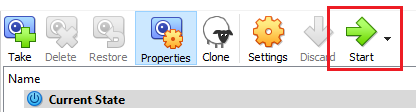 Take Delete Restore Properties Clone Settings Discard Start
Name
Current State